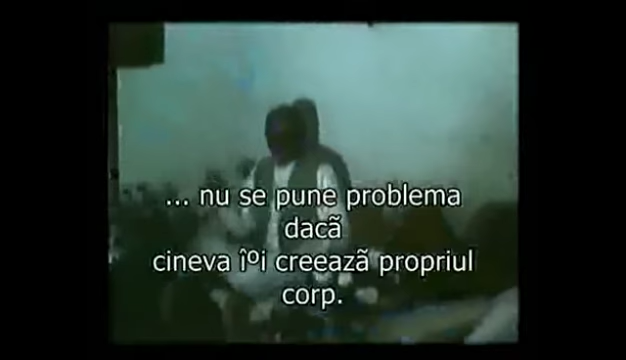 ... nu se pune problema
dacã
cineva îºi creeazã propriul
corp.